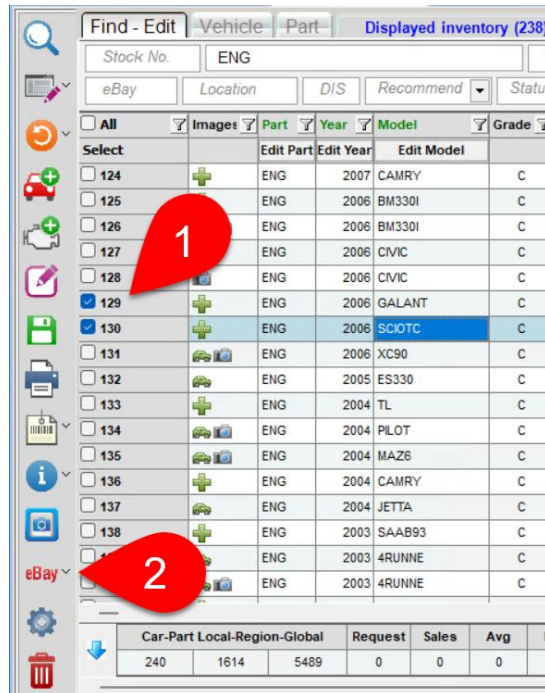 Find - Edit Vehicle Part Displayed inventory (238)
Stock No. ENG
eBay Location DIS Recommend Statu
All Images Part Year Model Grade
Select Edit Part Edit Year Edit Model
124 ENG 2007 CAMRY C
125 ENG 2006 BM330I C
126 ENG 2006 BM330I C
127 ENG 2006 CIVIC C
128 ENG 2006 CIVIC C
129 ENG 2006 GALANT C
130 ENG 2006 SCIOTC C
131 ENG 2006 XC90 C
132 ENG 2005 ES330 C
133 ENG 2004 TL C
134 ENG 2004 PILOT C
135 ENG 2004 MAZ6 C
136 ENG 2004 CAMRY C
137 ENG 2004 JETTA C
138 ENG 2003 SAAB93 C
ENG 2003 4RUNNE C
ENG 2003 4RUNNE C
1
2
eBay
Car-Part Local-Region-Global Request Sales Avg
240 1614 5489 0 0 0